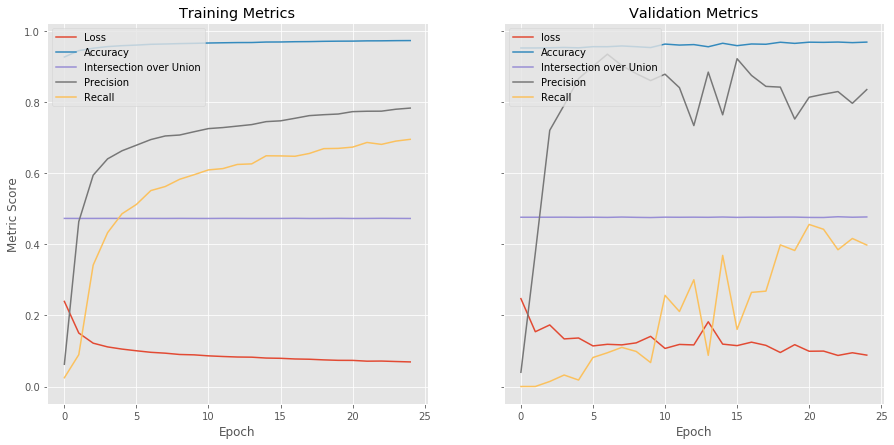 Training Metrics
Validation Metrics
1.0
0.8
0.6
0.4
0.2
0.0
Metric Score
Loss
Accuracy
Intersection over Union
Precision
Recall
loss
Accuracy
Intersection over Union
Precision
Recall
0 5 10 15 20 25
0 5 10 15 20 25
Epoch
Epoch